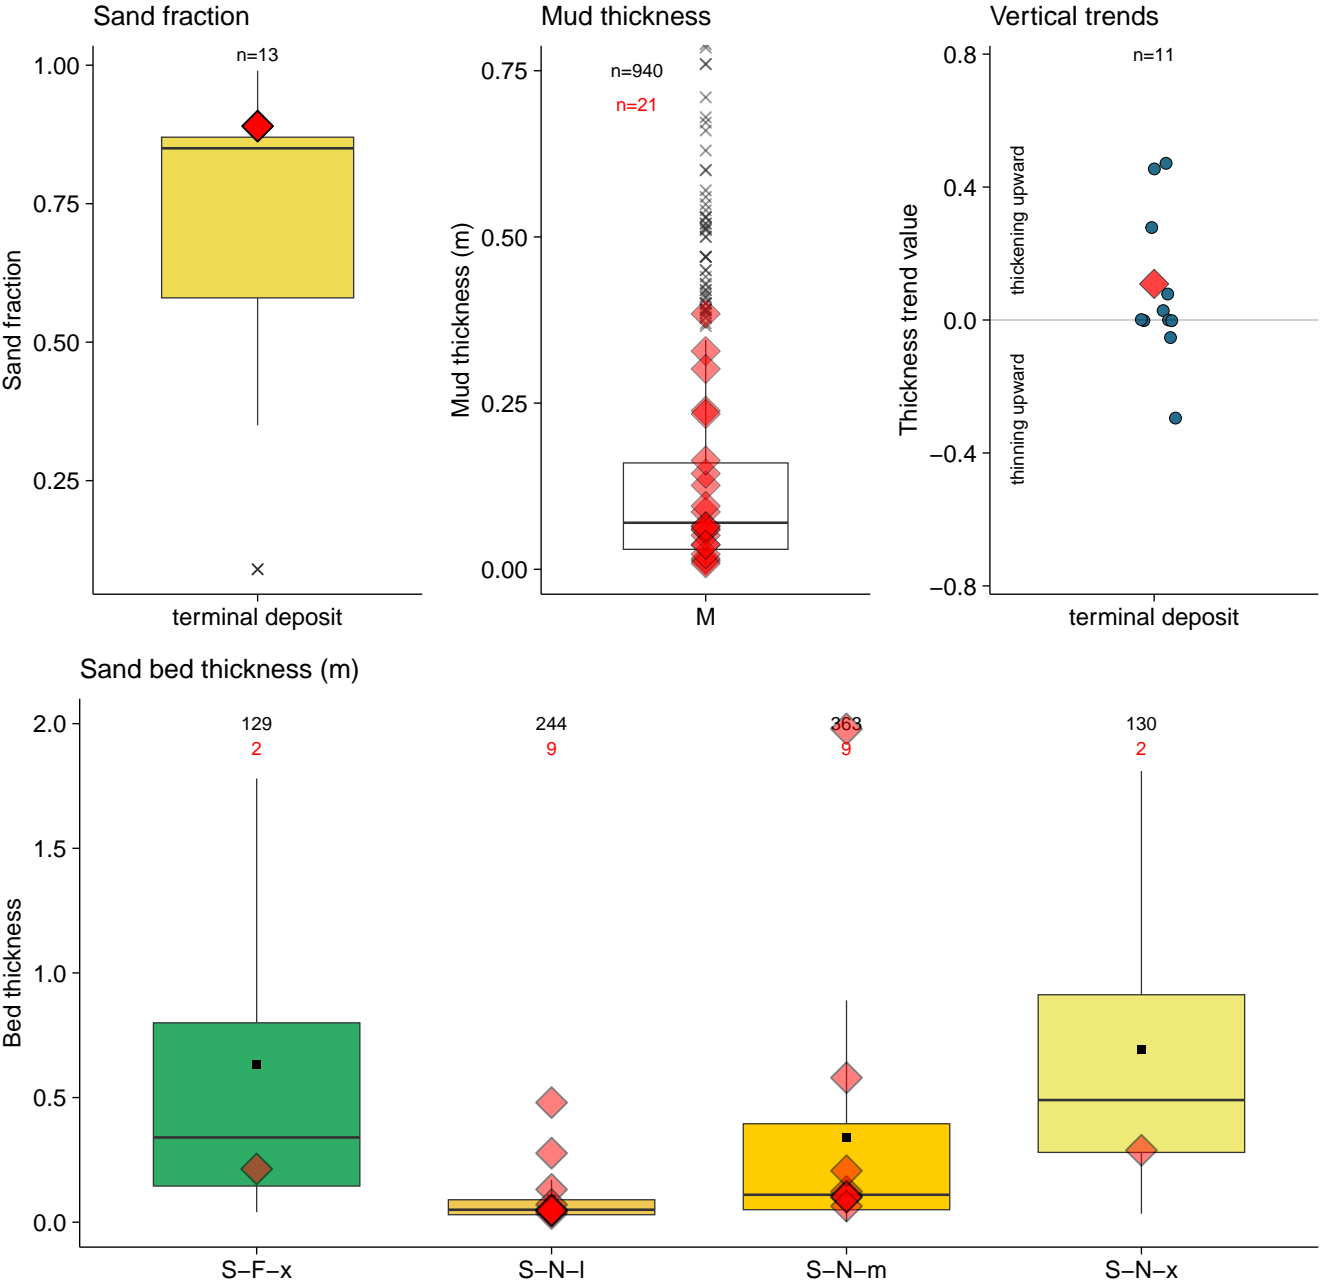 Sand fraction
n=13
1.00
0.75
0.50
0.25
Sand fraction
terminal deposit
Mud thickness
n=940
n=21
0.75
0.50
0.25
0.00
Mud thickness (m)
M
Vertical trends
n=11
0.8
0.4
0.0
−0.4
−0.8
Thickness trend value
thickening upward
thinning upward
terminal deposit
Sand bed thickness (m)
129
2
244
9
363
9
130
2
2.0
1.5
1.0
0.5
0.0
Bed thickness
S−F−x
S−N−l
S−N−m
S−N−x